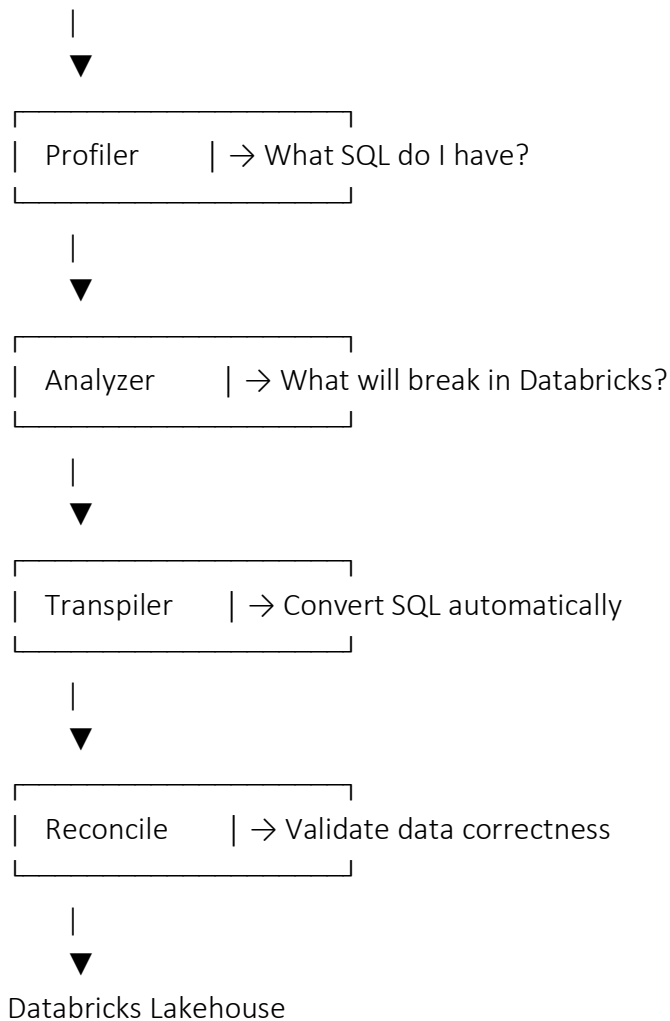 Profiler → What SQL do I have?
Analyzer → What will break in Databricks?
Transpiler → Convert SQL automatically
Reconcile → Validate data correctness
Databricks Lakehouse